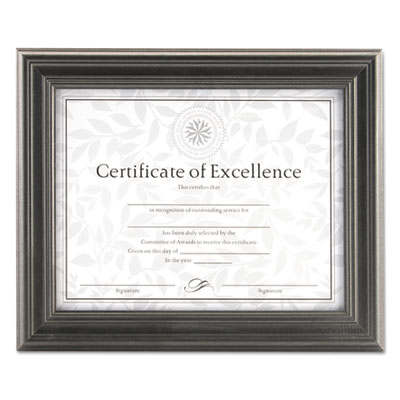 Certificate of Excellence
This certifies that
in recognition of outstanding service for
has been duly selected by the
Committee of Awards to receive this certificate
Given on this day of
In the year
Signature Signature